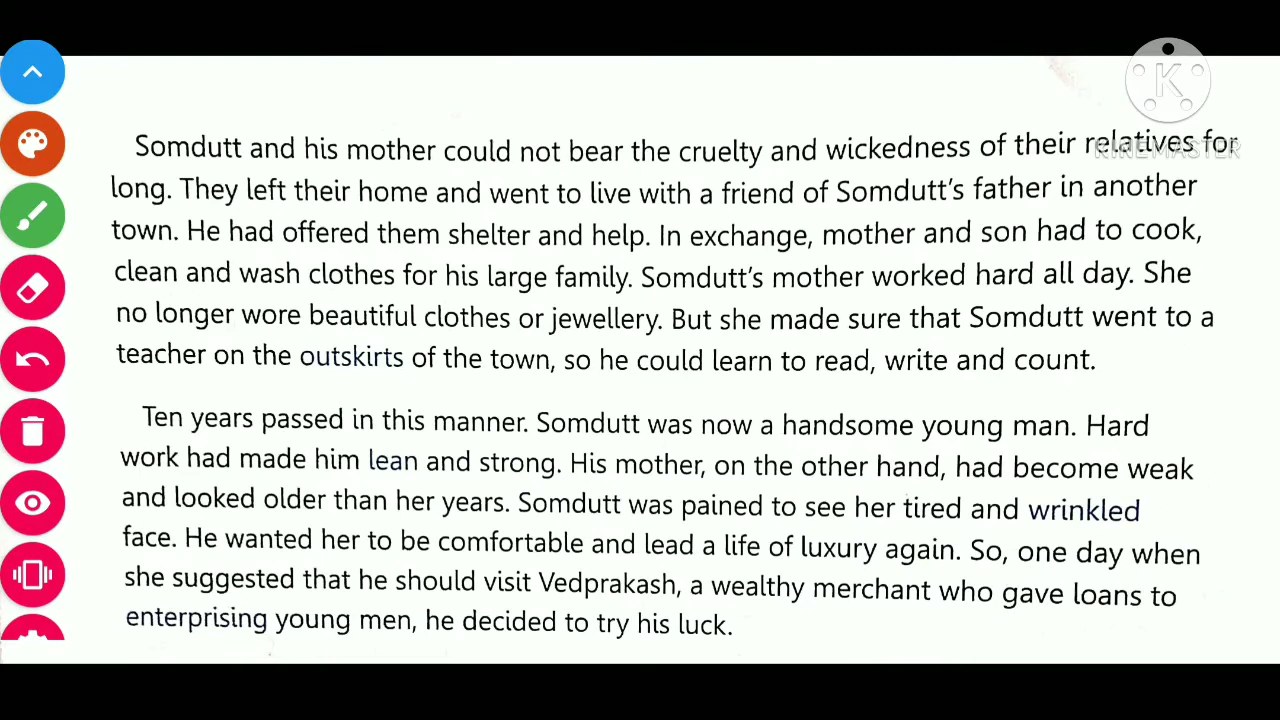 Somdutt and his mother could not bear the cruelty and wickedness of their relatives for
long. They left their home and went to live with a friend of Somdutt's father in another
town. He had offered them shelter and help. In exchange, mother and son had to cook,
clean and wash clothes for his large family. Somdutt's mother worked hard all day. She
no longer wore beautiful clothes or jewellery. But she made sure that Somdutt went to a
teacher on the outskirts of the town, so he could learn to read, write and count.
Ten years passed in this manner. Somdutt was now a handsome young man. Hard
work had made him lean and strong. His mother, on the other hand, had become weak
and looked older than her years. Somdutt was pained to see her tired and wrinkled
face. He wanted her to be comfortable and lead a life of luxury again. So, one day when
she suggested that he should visit Vedprakash, a wealthy merchant who gave loans to
enterprising young men, he decided to try his luck.
K
KINEMASTER